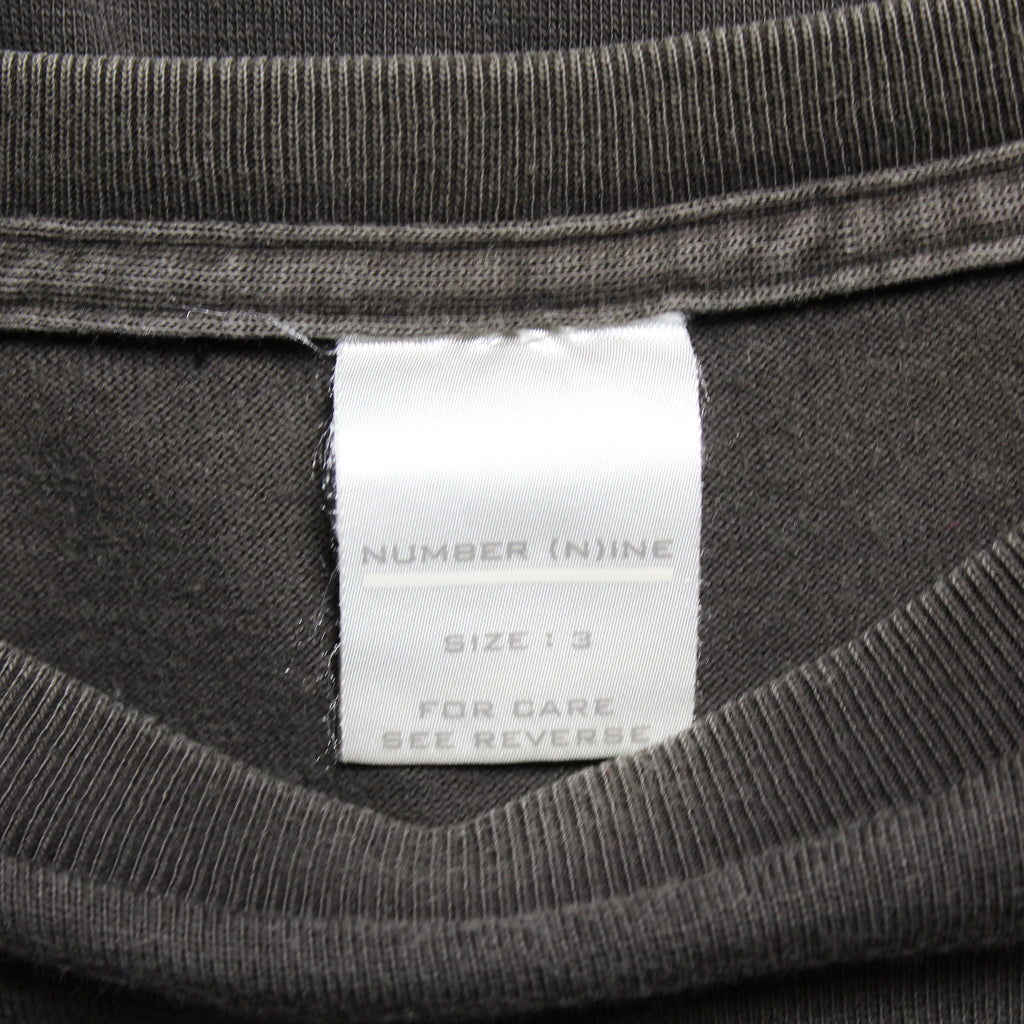 NUMBER (N)INE
SIZE : 3
FOR CARE
SEE REVERSE